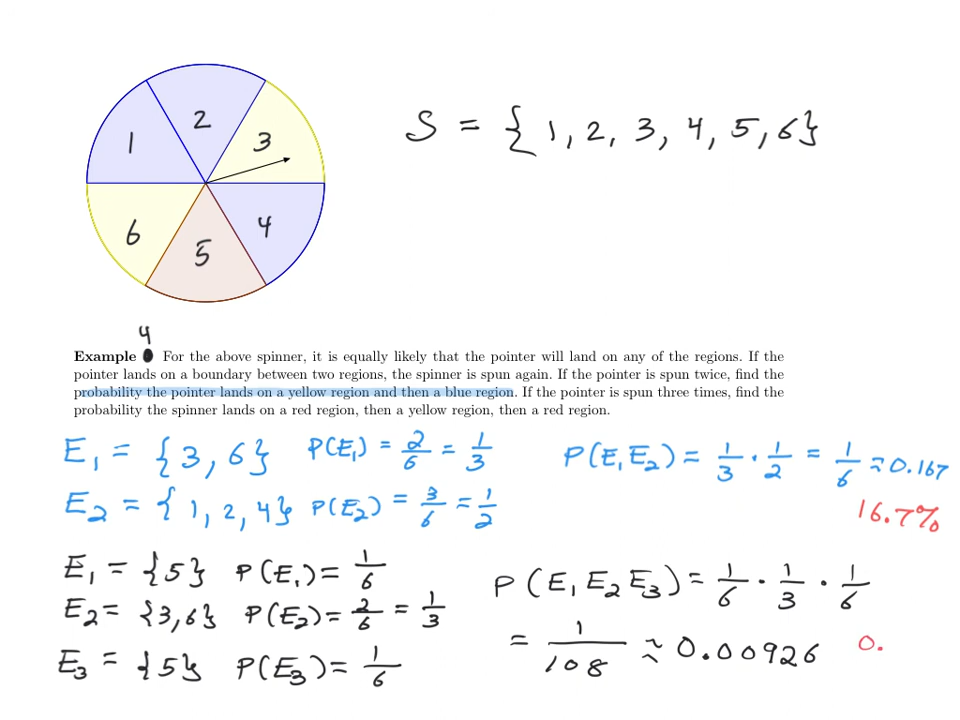 1 2 3 4 5 6
S = { 1, 2, 3, 4, 5, 6}
4
Example For the above spinner, it is equally likely that the pointer will land on any of the regions. If the
pointer lands on a boundary between two regions, the spinner is spun again. If the pointer is spun twice, find the
probability the pointer lands on a yellow region and then a blue region. If the pointer is spun three times, find the
probability the spinner lands on a red region, then a yellow region, then a red region.
E₁ = {3, 6} P(E₁) = 2/6 = 1/3
P(E₁E₂) = 1/3 · 1/2 = 1/6 ≈ 0.167
E₂ = { 1, 2, 4} P(E₂) = 3/6 = 1/2
16.7%
E₁ = {5} P(E₁) = 1/6
E₂ = {3,6} P(E₂) = 2/6 = 1/3
E₃ = {5} P(E₃) = 1/6
P(E₁E₂E₃) = 1/6 · 1/3 · 1/6
= 1/108 ≈ 0.00926 0.